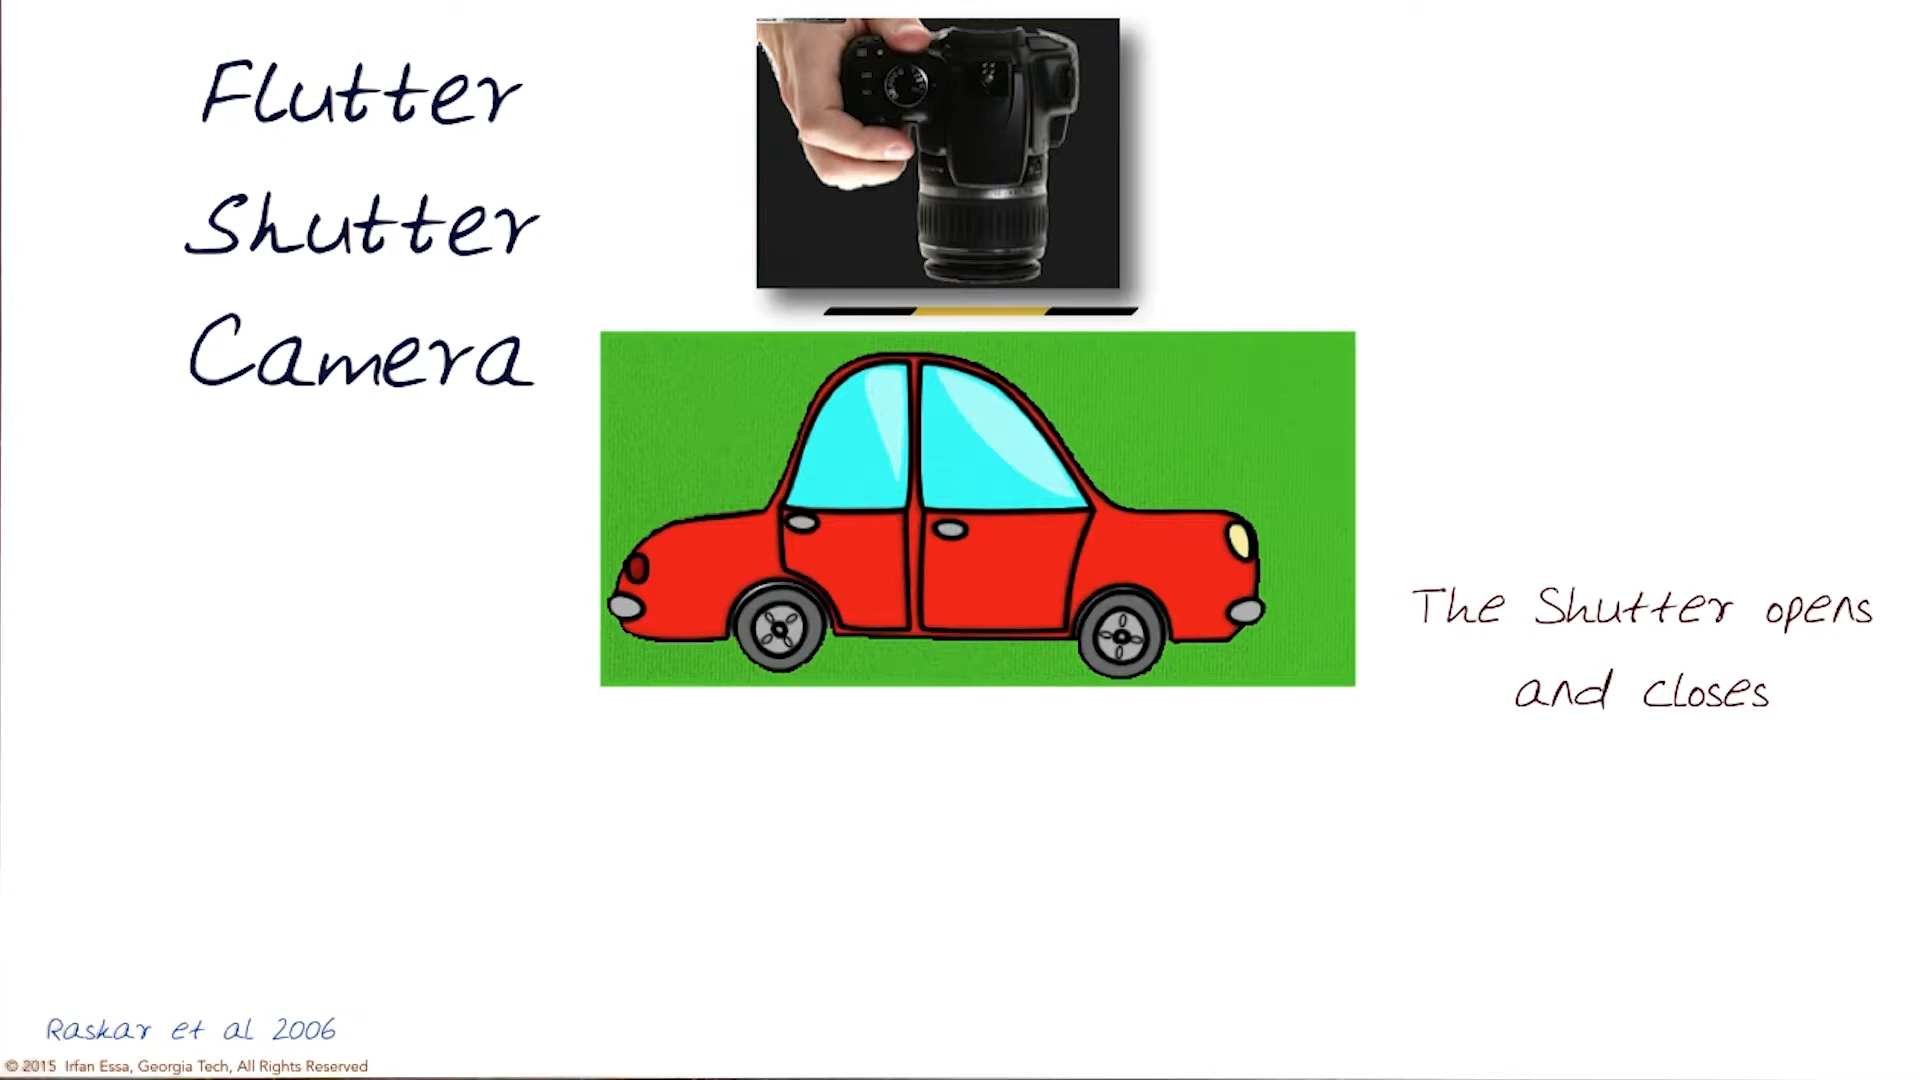 Flutter
Shutter
Camera
The Shutter opens
and closes
Raskar et al 2006
© 2015 Irfan Essa, Georgia Tech, All Rights Reserved